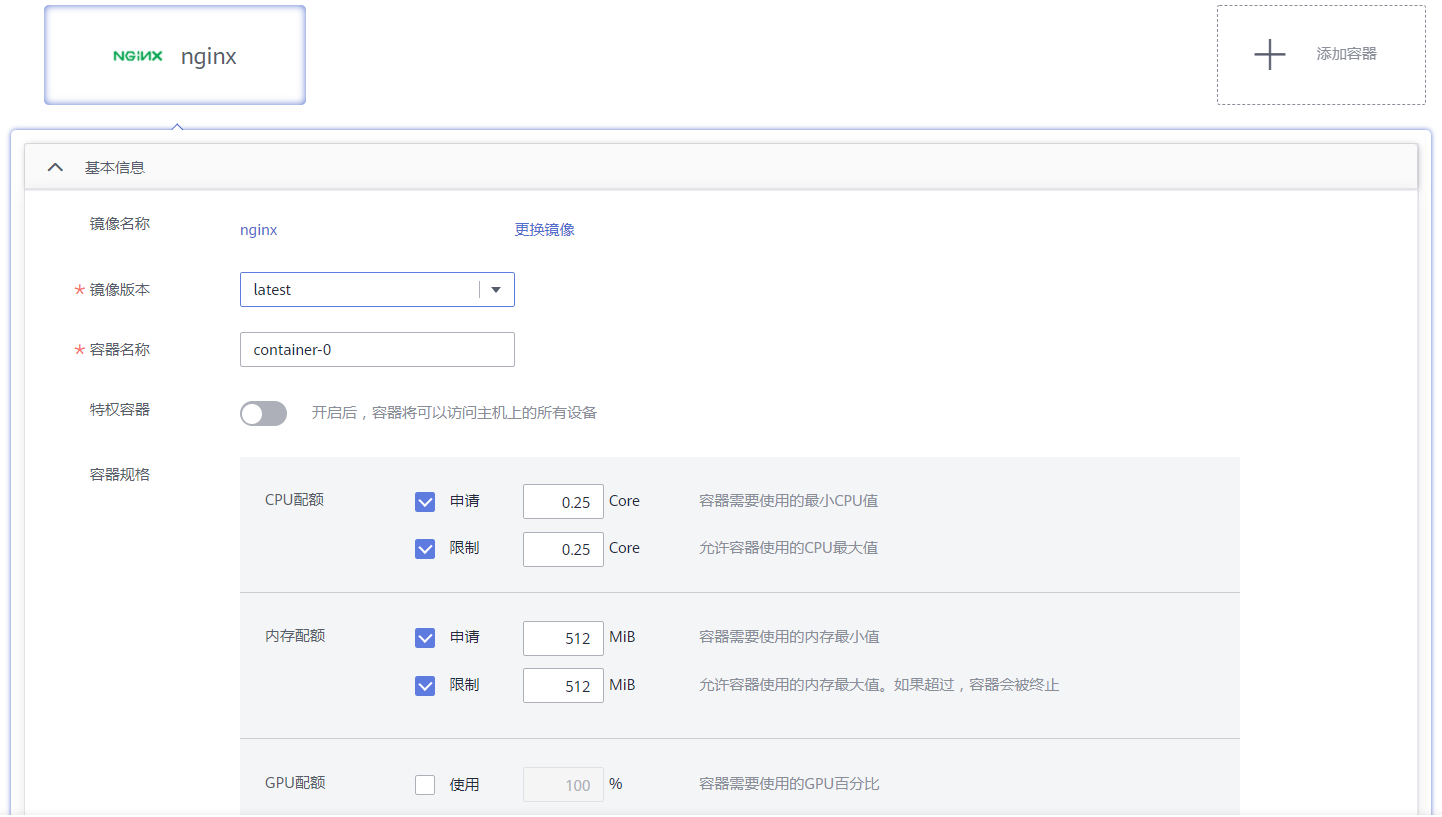 NGINX nginx
添加容器
基本信息
镜像名称 nginx 更换镜像
* 镜像版本 latest
* 容器名称 container-0
特权容器 开启后，容器将可以访问主机上的所有设备
容器规格
CPU配额 申请 0.25 Core 容器需要使用的最小CPU值
限制 0.25 Core 允许容器使用的CPU最大值
内存配额 申请 512 MiB 容器需要使用的内存最小值
限制 512 MiB 允许容器使用的内存最大值。如果超过，容器会被终止
GPU配额 使用 100 % 容器需要使用的GPU百分比